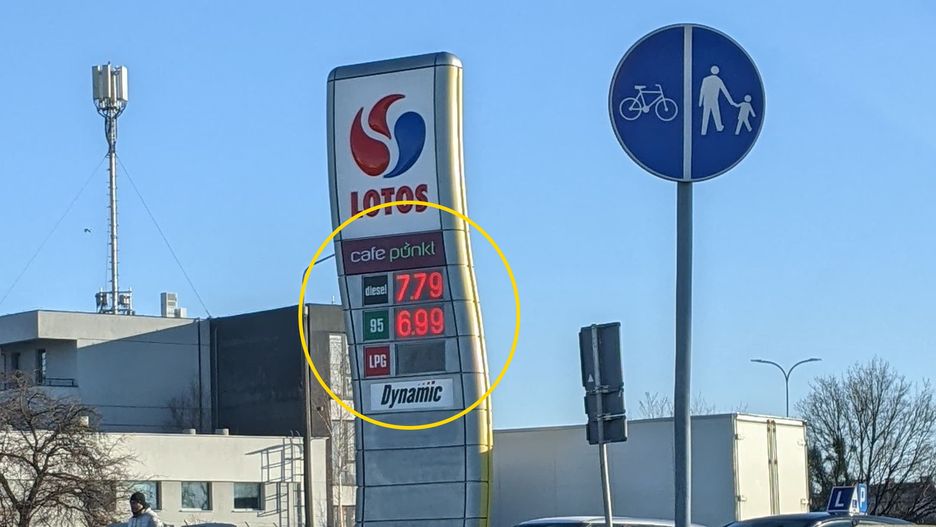 LOTOS
cafe punkt
diesel 7.79
95 6.99
LPG
Dynamic
L P